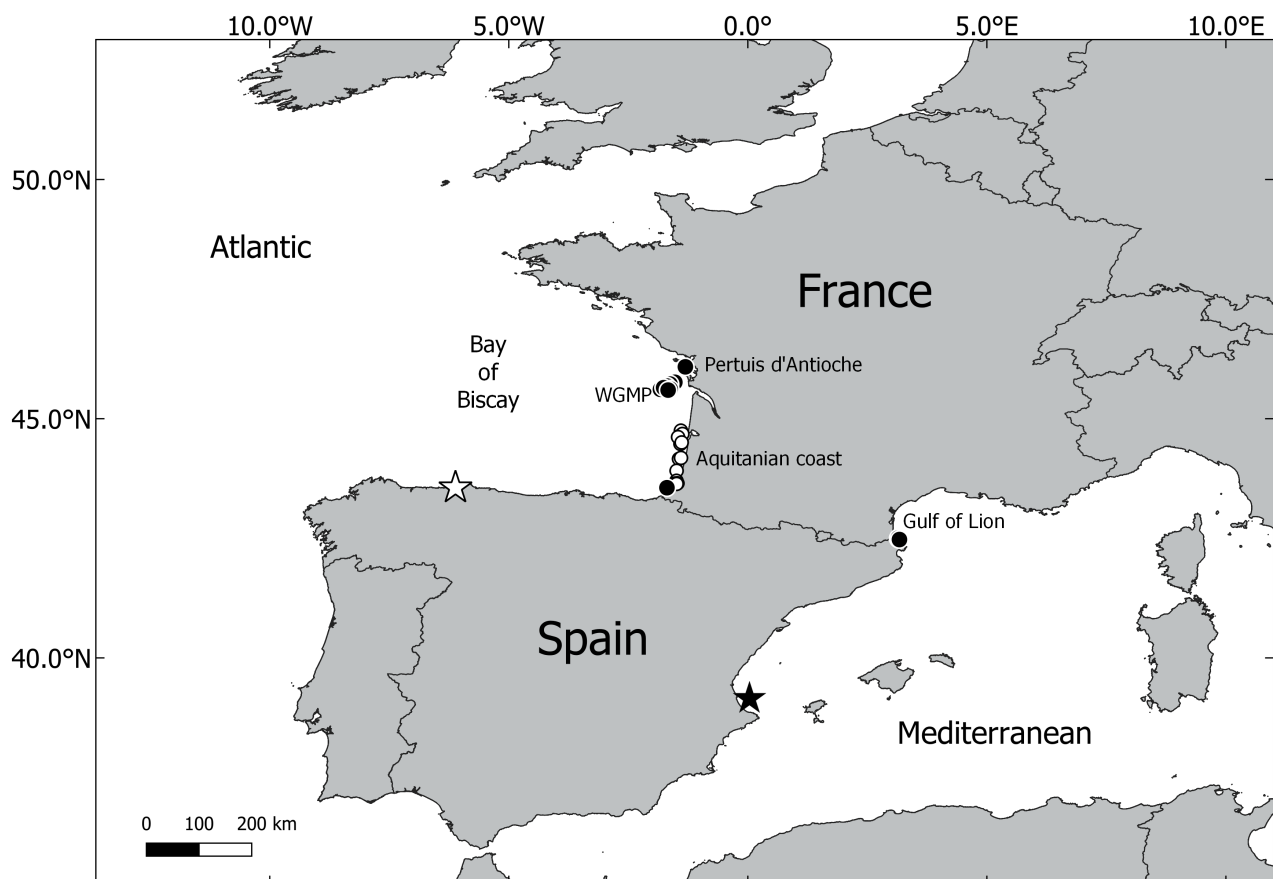 10.0°W 5.0°W 0.0° 5.0°E 10.0°E
50.0°N
Atlantic
France
Bay
of
Biscay
Pertuis d'Antioche
WGMP
45.0°N
Aquitanian coast
Gulf of Lion
Spain
40.0°N
Mediterranean
0 100 200 km